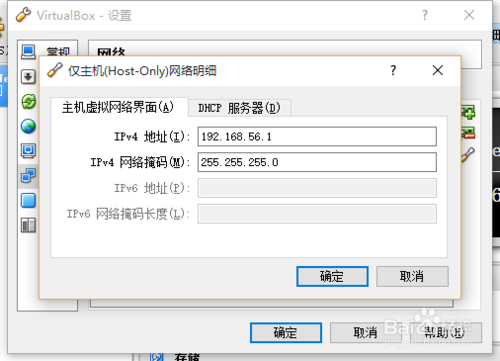 VirtualBox - 设置
常规
网络
仅主机(Host-Only)网络明细
主机虚拟网络界面(A)
DHCP 服务器(D)
IPv4 地址(I):
192.168.56.1
IPv4 网络掩码(M):
255.255.255.0
IPv6 地址(P):
IPv6 网络掩码长度(L):
确定
取消
确定
取消
帮助(H)
存储